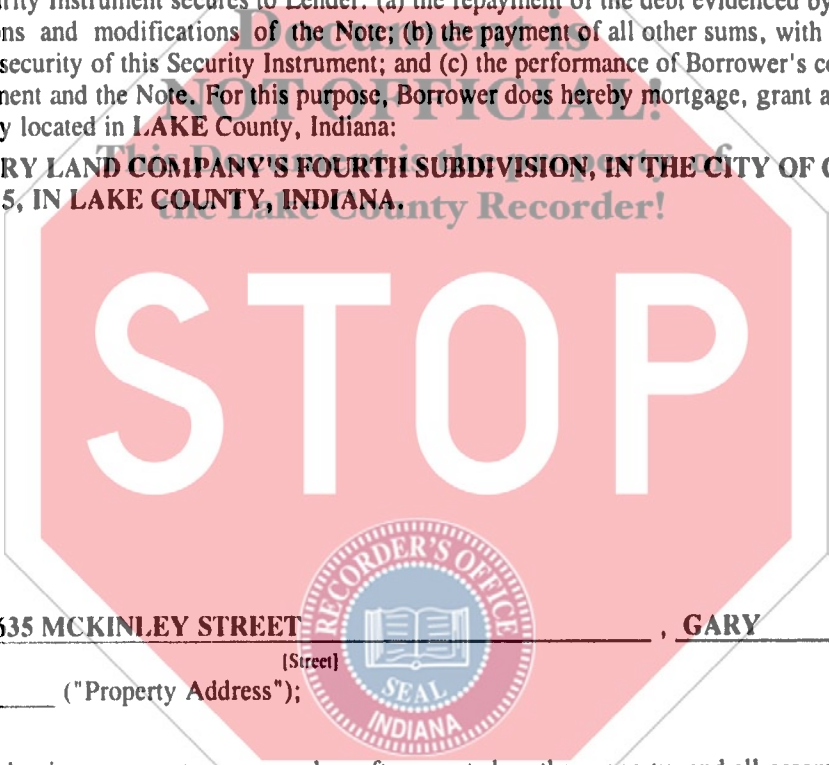 rity Instrument secures to Lender: (a) the repayment of the debt evidenced by
ns and modifications of the Note; (b) the payment of all other sums, with
Document is
security of this Security Instrument; and (c) the performance of Borrower's co
NOT OFFICIAL!
nent and the Note. For this purpose, Borrower does hereby mortgage, grant a
y located in LAKE County, Indiana:
This Document is the property of
RY LAND COMPANY'S FOURTH SUBDIVISION, IN THE CITY OF G
5, IN LAKE COUNTY, INDIANA.
the Lake County Recorder!
STOP
RECORDER'S OFFICE
SEAL
INDIANA
635 MCKINLEY STREET , GARY
[Street]
("Property Address");